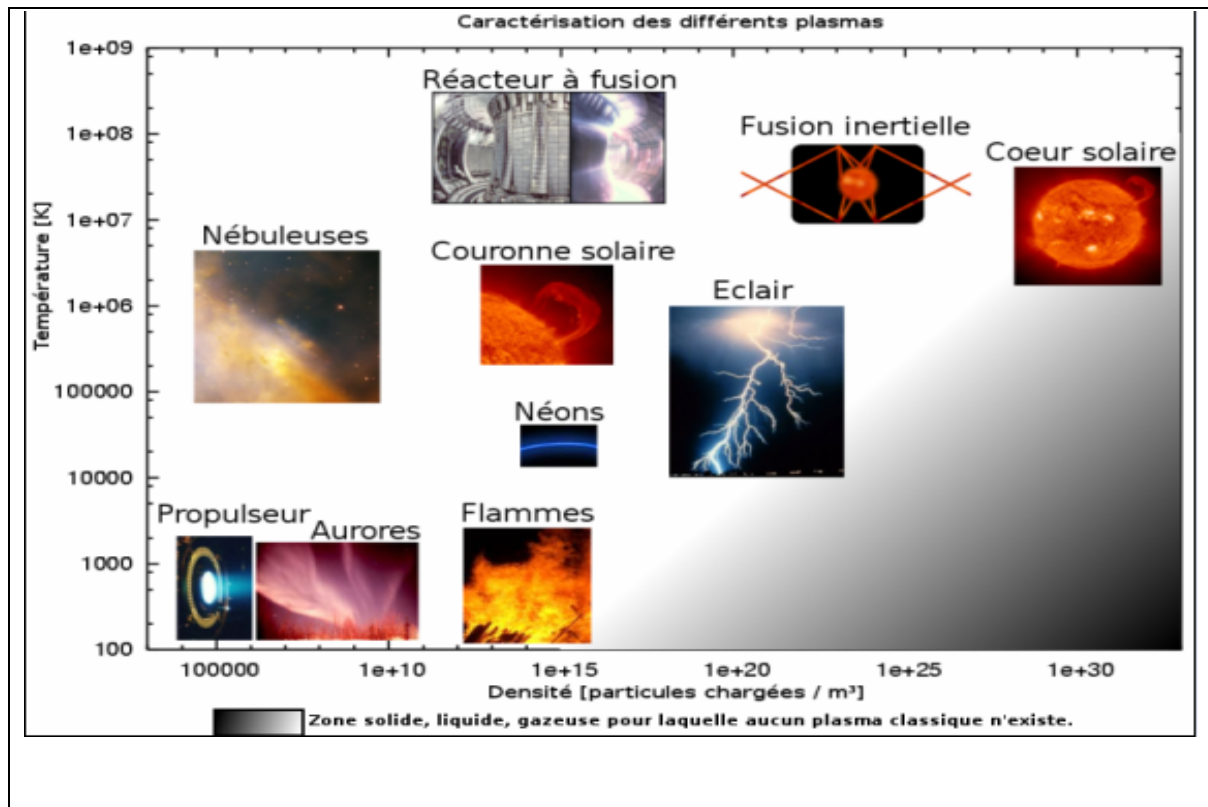 Caractérisation des différents plasmas
1e+09
1e+08
1e+07
1e+06
100000
10000
1000
100
Température [K]
Réacteur à fusion
Fusion inertielle
Coeur solaire
Nébuleuses
Couronne solaire
Eclair
Néons
Propulseur
Aurores
Flammes
100000 1e+10 1e+15 1e+20 1e+25 1e+30
Densité [particules chargées / m³]
Zone solide, liquide, gazeuse pour laquelle aucun plasma classique n'existe.